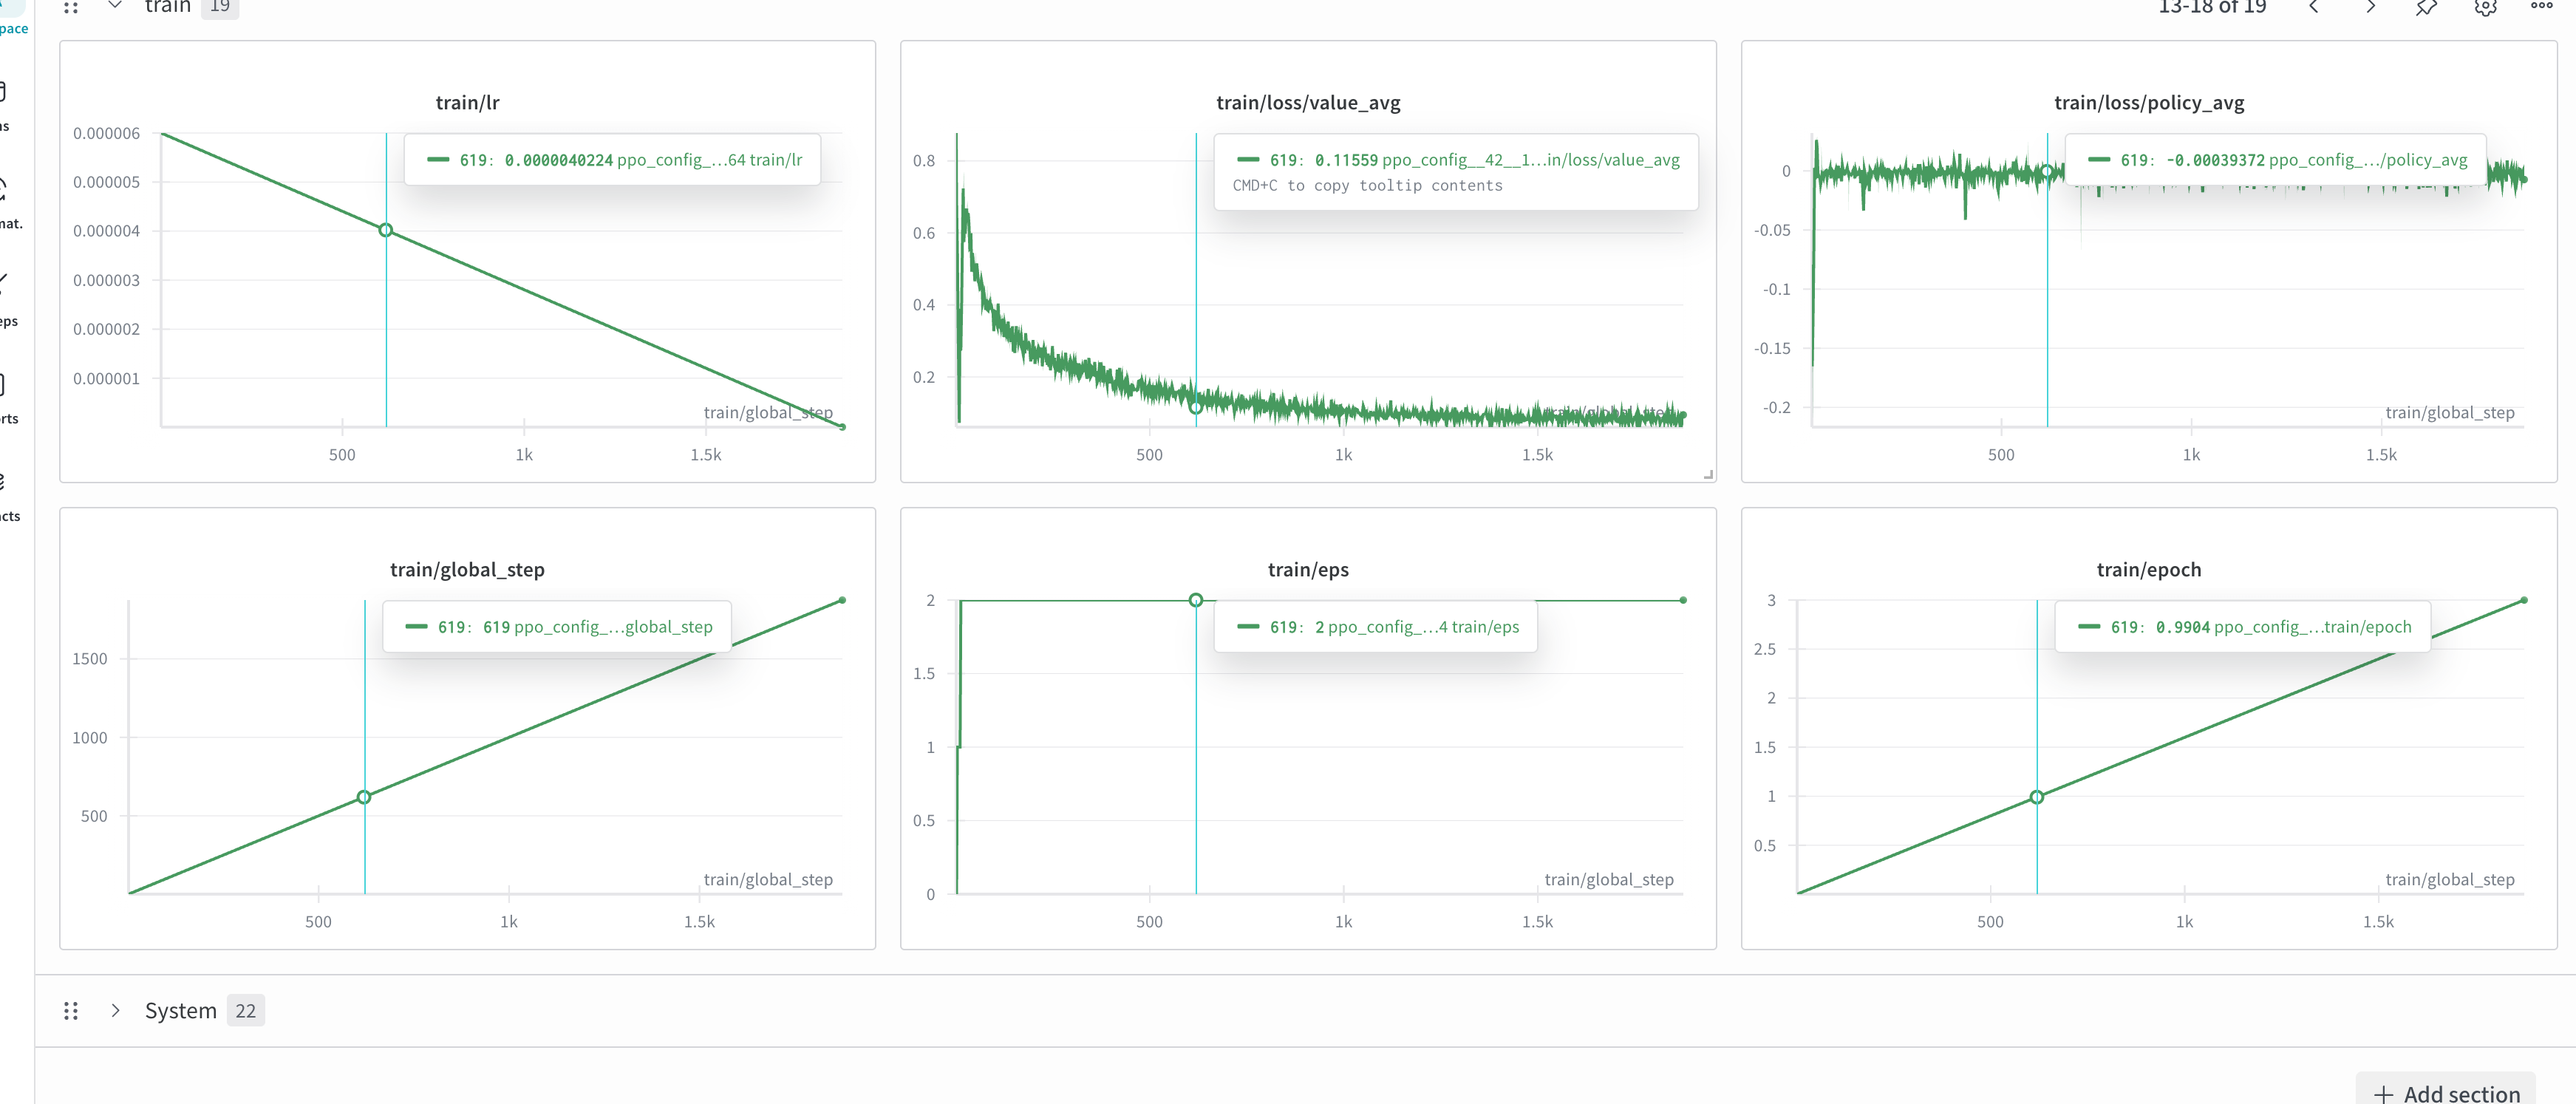 pace
train 19
13-18 of 19
train/lr
0.000006
0.000005
0.000004
0.000003
0.000002
0.000001
619: 0.0000040224 ppo_config_...64 train/lr
train/global_step
500
1k
1.5k
train/loss/value_avg
0.8
0.6
0.4
0.2
619: 0.11559 ppo_config__42__1...in/loss/value_avg
CMD+C to copy tooltip contents
train/global_step
500
1k
1.5k
train/loss/policy_avg
0
-0.05
-0.1
-0.15
-0.2
619: -0.00039372 ppo_config_.../policy_avg
train/global_step
500
1k
1.5k
mat.
eps
orts
acts
train/global_step
1500
1000
500
619: 619 ppo_config_...global_step
train/global_step
500
1k
1.5k
train/eps
2
1.5
1
0.5
0
619: 2 ppo_config_...4 train/eps
train/global_step
500
1k
1.5k
train/epoch
3
2.5
2
1.5
1
0.5
619: 0.9904 ppo_config_...train/epoch
train/global_step
500
1k
1.5k
System 22
+ Add section